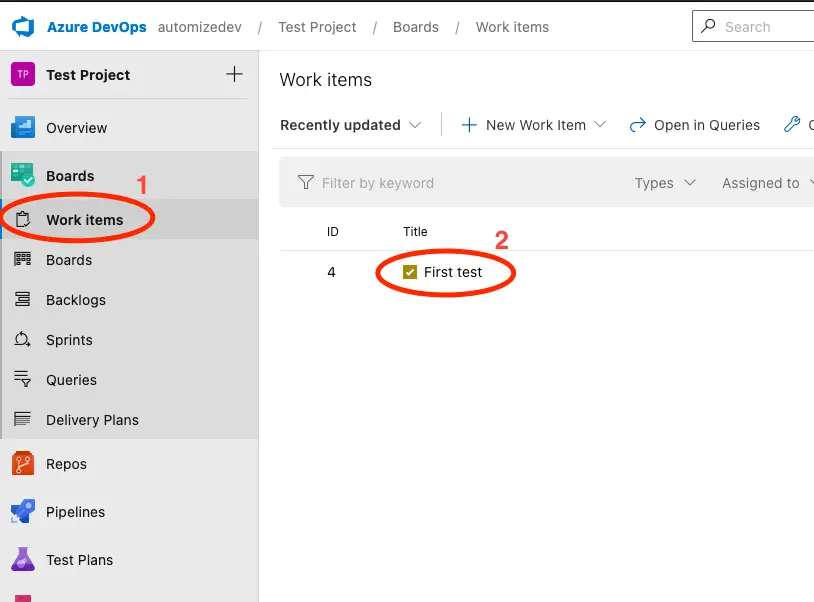 Azure DevOps automizedev / Test Project / Boards / Work items Search
TP Test Project
Overview
Boards
1
Work items
Boards
Backlogs
Sprints
Queries
Delivery Plans
Repos
Pipelines
Test Plans
Work items
Recently updated New Work Item Open in Queries
Filter by keyword Types Assigned to
ID Title
2
4 First test